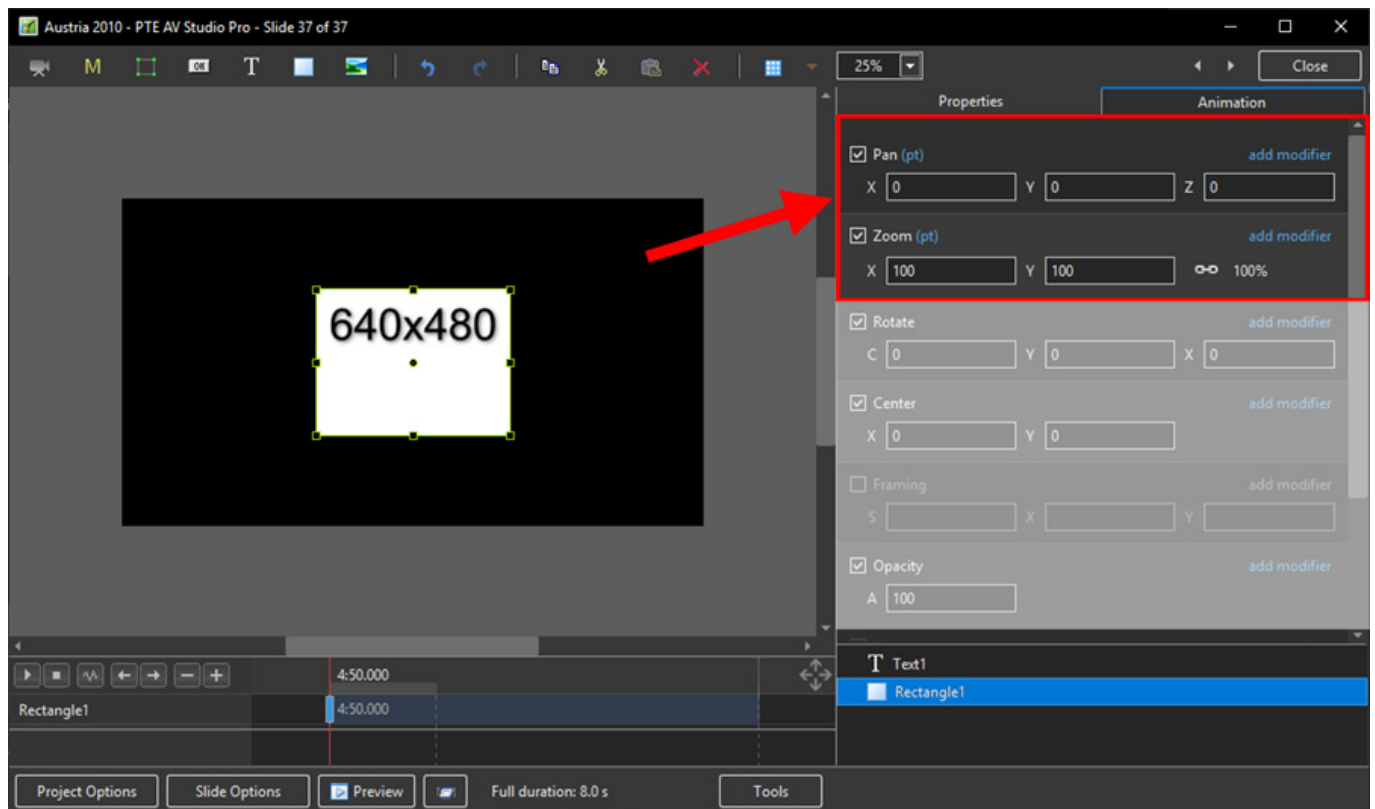 Austria 2010 - PTE AV Studio Pro - Slide 37 of 37
M OK T 25% Close
Properties Animation
Pan (pt) add modifier
X 0 Y 0 Z 0
Zoom (pt) add modifier
X 100 Y 100 100%
640x480
Rotate add modifier
C 0 Y 0 X 0
Center add modifier
X 0 Y 0
Framing add modifier
S X Y
Opacity add modifier
A 100
4:50.000
Rectangle1 4:50.000
T Text1
Rectangle1
Project Options Slide Options Preview Full duration: 8.0 s Tools